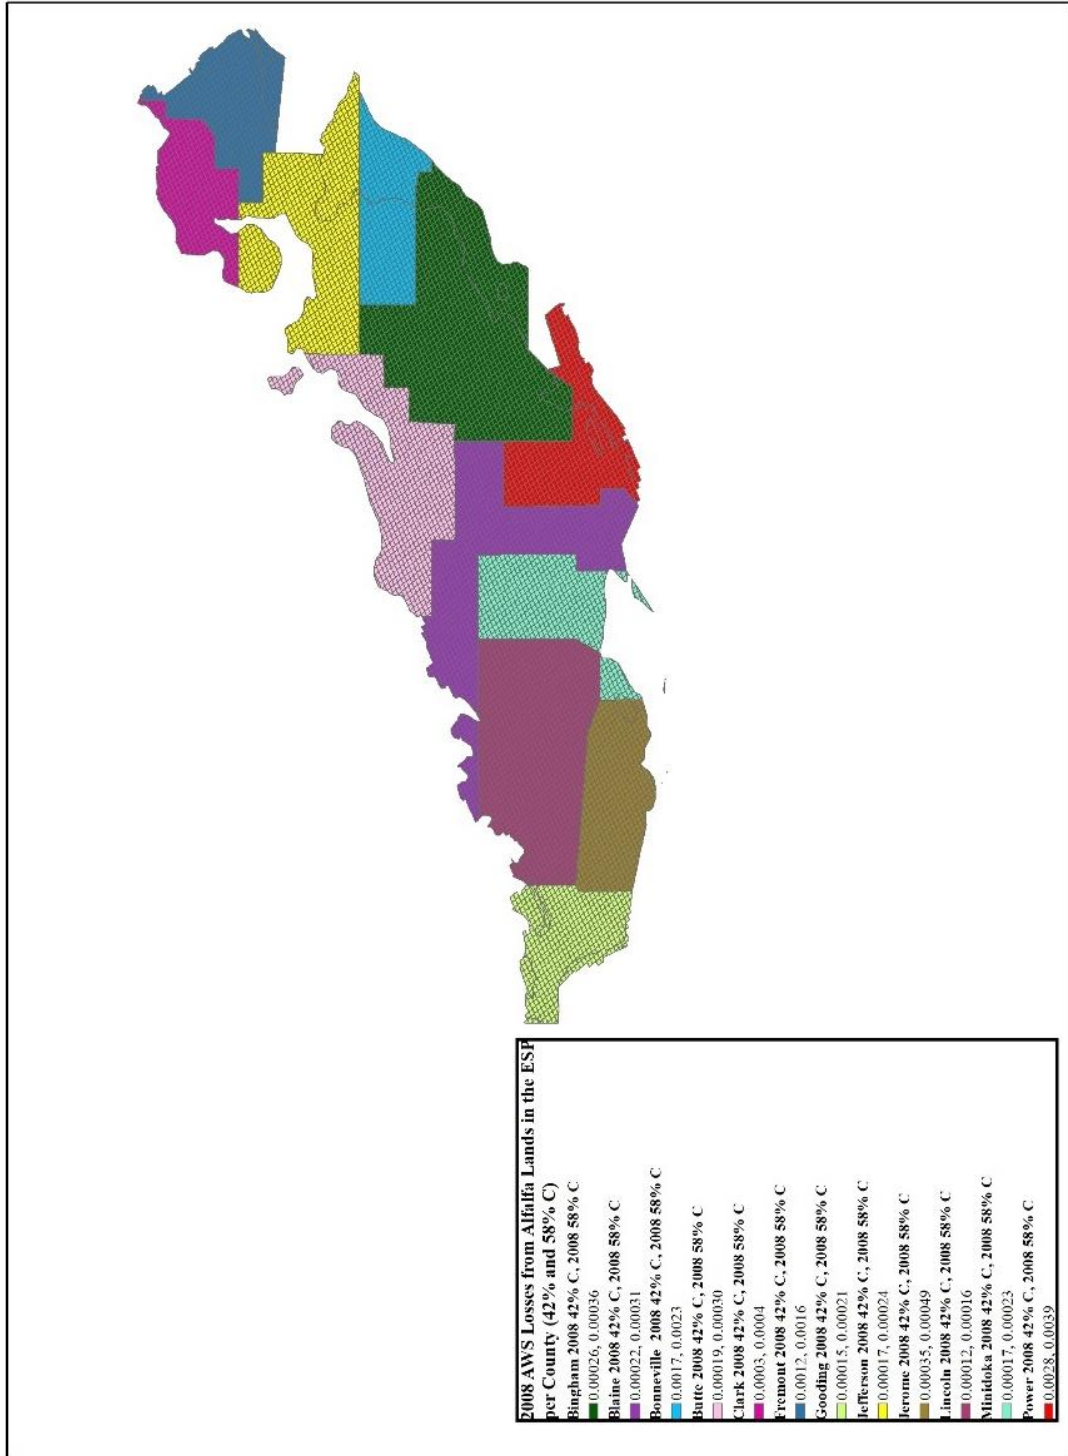 2008 AWS Losses from Alfalfa Lands in the ESP
per County (42% and 58% C)
Bingham 2008 42% C, 2008 58% C
0.00026, 0.00036
Blaine 2008 42% C, 2008 58% C
0.00022, 0.00031
Bonneville 2008 42% C, 2008 58% C
0.0017, 0.0023
Butte 2008 42% C, 2008 58% C
0.00019, 0.00030
Clark 2008 42% C, 2008 58% C
0.0003, 0.0004
Fremont 2008 42% C, 2008 58% C
0.0012, 0.0016
Gooding 2008 42% C, 2008 58% C
0.00015, 0.00021
Jefferson 2008 42% C, 2008 58% C
0.00017, 0.00024
Jerome 2008 42% C, 2008 58% C
0.00035, 0.00049
Lincoln 2008 42% C, 2008 58% C
0.00012, 0.00016
Minidoka 2008 42% C, 2008 58% C
0.00017, 0.00023
Power 2008 42% C, 2008 58% C
0.0028, 0.0039